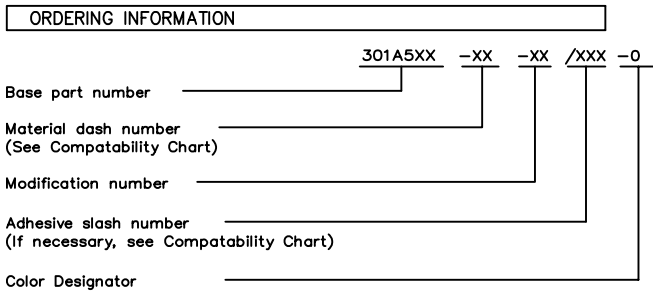 ORDERING INFORMATION
301A5XX -XX -XX /XXX -0
Base part number
Material dash number
(See Compatability Chart)
Modification number
Adhesive slash number
(If necessary, see Compatability Chart)
Color Designator